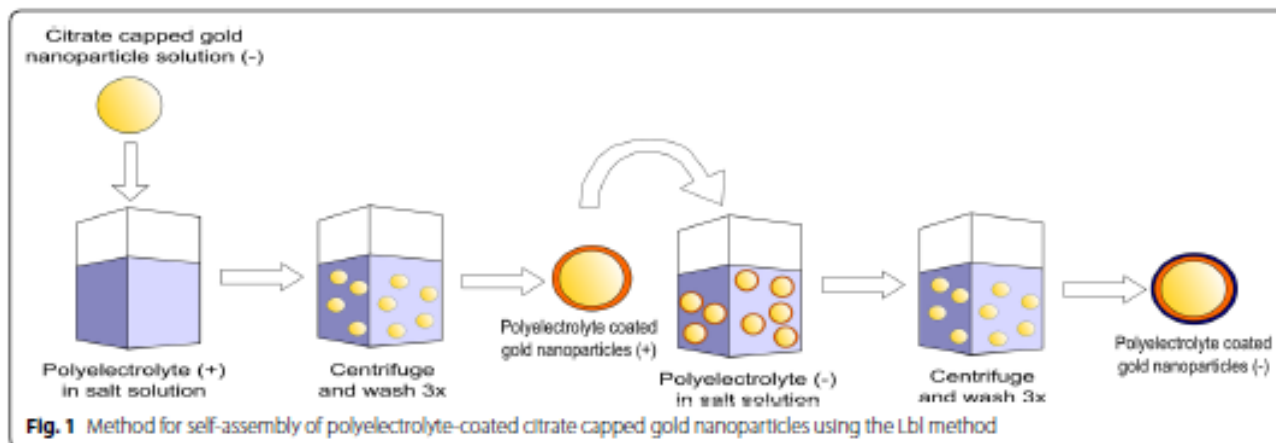 Citrate capped gold
nanoparticle solution (-)
Polyelectrolyte (+)
in salt solution
Centrifuge
and wash 3x
Polyelectrolyte coated
gold nanoparticles (+)
Polyelectrolyte (-)
in salt solution
Centrifuge
and wash 3x
Polyelectrolyte coated
gold nanoparticles (-)
Fig. 1 Method for self-assembly of polyelectrolyte-coated citrate capped gold nanoparticles using the Lbl method